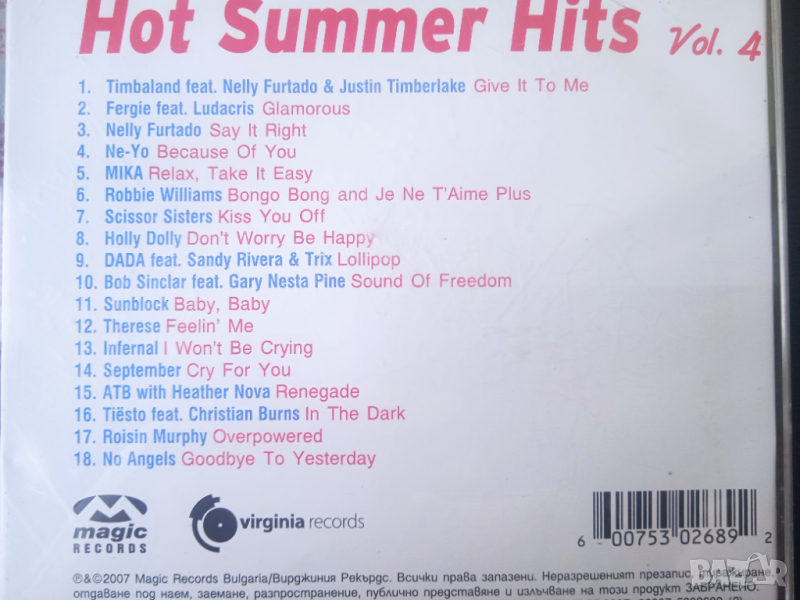 Hot Summer Hits Vol. 4
1. Timbaland feat. Nelly Furtado & Justin Timberlake Give It To Me
2. Fergie feat. Ludacris Glamorous
3. Nelly Furtado Say It Right
4. Ne-Yo Because Of You
5. MIKA Relax, Take It Easy
6. Robbie Williams Bongo Bong and Je Ne T'Aime Plus
7. Scissor Sisters Kiss You Off
8. Holly Dolly Don't Worry Be Happy
9. DADA feat. Sandy Rivera & Trix Lollipop
10. Bob Sinclar feat. Gary Nesta Pine Sound Of Freedom
11. Sunblock Baby, Baby
12. Therese Feelin' Me
13. Infernal I Won't Be Crying
14. September Cry For You
15. ATB with Heather Nova Renegade
16. Tiësto feat. Christian Burns In The Dark
17. Roisin Murphy Overpowered
18. No Angels Goodbye To Yesterday
magic RECORDS
virginia records
6 00753 02689 2
℗&©2007 Magic Records Bulgaria/Вирджиния Рекърдс. Всички права запазени. Неразрешеният презапис, тиражиране,
отдаване под наем, заемане, разпространение, публично представяне и излъчване на този продукт ЗАБРАНЕНО.
BAZAR